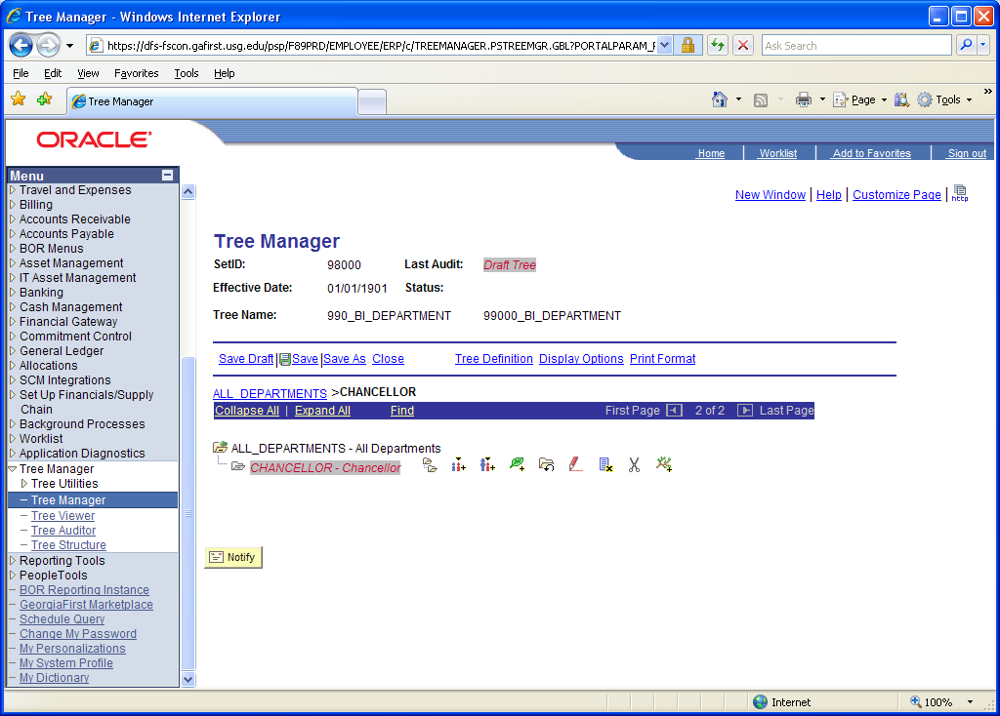 Tree Manager - Windows Internet Explorer
https://dfs-fscon.gafirst.usg.edu/psp/F89PRD/EMPLOYEE/ERP/c/TREEMANAGER.PSTREEMGR.GBL?PORTALPARAM_F
Ask Search
File Edit View Favorites Tools Help
Tree Manager
Page Tools »
ORACLE®
Home Worklist Add to Favorites Sign out
Menu
Travel and Expenses
Billing
Accounts Receivable
Accounts Payable
BOR Menus
Asset Management
IT Asset Management
Banking
Cash Management
Financial Gateway
Commitment Control
General Ledger
Allocations
SCM Integrations
Set Up Financials/Supply
Chain
Background Processes
Worklist
Application Diagnostics
Tree Manager
Tree Utilities
Tree Manager
Tree Viewer
Tree Auditor
Tree Structure
Reporting Tools
PeopleTools
BOR Reporting Instance
GeorgiaFirst Marketplace
Schedule Query
Change My Password
My Personalizations
My System Profile
My Dictionary
New Window | Help | Customize Page | http
Tree Manager
SetID: 98000 Last Audit: Draft Tree
Effective Date: 01/01/1901 Status:
Tree Name: 990_BI_DEPARTMENT 99000_BI_DEPARTMENT
Save Draft | Save | Save As Close Tree Definition Display Options Print Format
ALL_DEPARTMENTS >CHANCELLOR
Collapse All | Expand All Find First Page 2 of 2 Last Page
ALL_DEPARTMENTS - All Departments
CHANCELLOR - Chancellor
Notify
Internet 100%